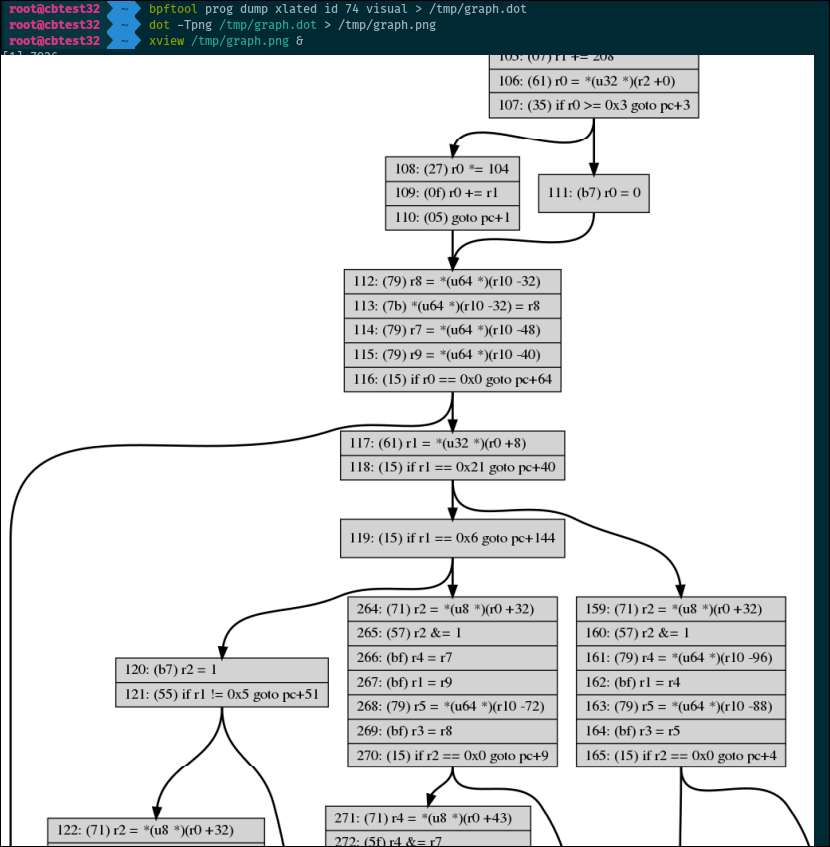 root@cbtest32 ~ bpftool prog dump xlated id 74 visual > /tmp/graph.dot
root@cbtest32 ~ dot -Tpng /tmp/graph.dot > /tmp/graph.png
root@cbtest32 ~ xview /tmp/graph.png &
105: (07) r1 += 208
106: (61) r0 = *(u32 *)(r2 +0)
107: (35) if r0 >= 0x3 goto pc+3
108: (27) r0 *= 104
109: (0f) r0 += r1
110: (05) goto pc+1
111: (b7) r0 = 0
112: (79) r8 = *(u64 *)(r10 -32)
113: (7b) *(u64 *)(r10 -32) = r8
114: (79) r7 = *(u64 *)(r10 -48)
115: (79) r9 = *(u64 *)(r10 -40)
116: (15) if r0 == 0x0 goto pc+64
117: (61) r1 = *(u32 *)(r0 +8)
118: (15) if r1 == 0x21 goto pc+40
119: (15) if r1 == 0x6 goto pc+144
120: (b7) r2 = 1
121: (55) if r1 != 0x5 goto pc+51
264: (71) r2 = *(u8 *)(r0 +32)
265: (57) r2 &= 1
266: (bf) r4 = r7
267: (bf) r1 = r9
268: (79) r5 = *(u64 *)(r10 -72)
269: (bf) r3 = r8
270: (15) if r2 == 0x0 goto pc+9
159: (71) r2 = *(u8 *)(r0 +32)
160: (57) r2 &= 1
161: (79) r4 = *(u64 *)(r10 -96)
162: (bf) r1 = r4
163: (79) r5 = *(u64 *)(r10 -88)
164: (bf) r3 = r5
165: (15) if r2 == 0x0 goto pc+4
122: (71) r2 = *(u8 *)(r0 +32)
271: (71) r4 = *(u8 *)(r0 +43)
272: (5f) r4 &= r7